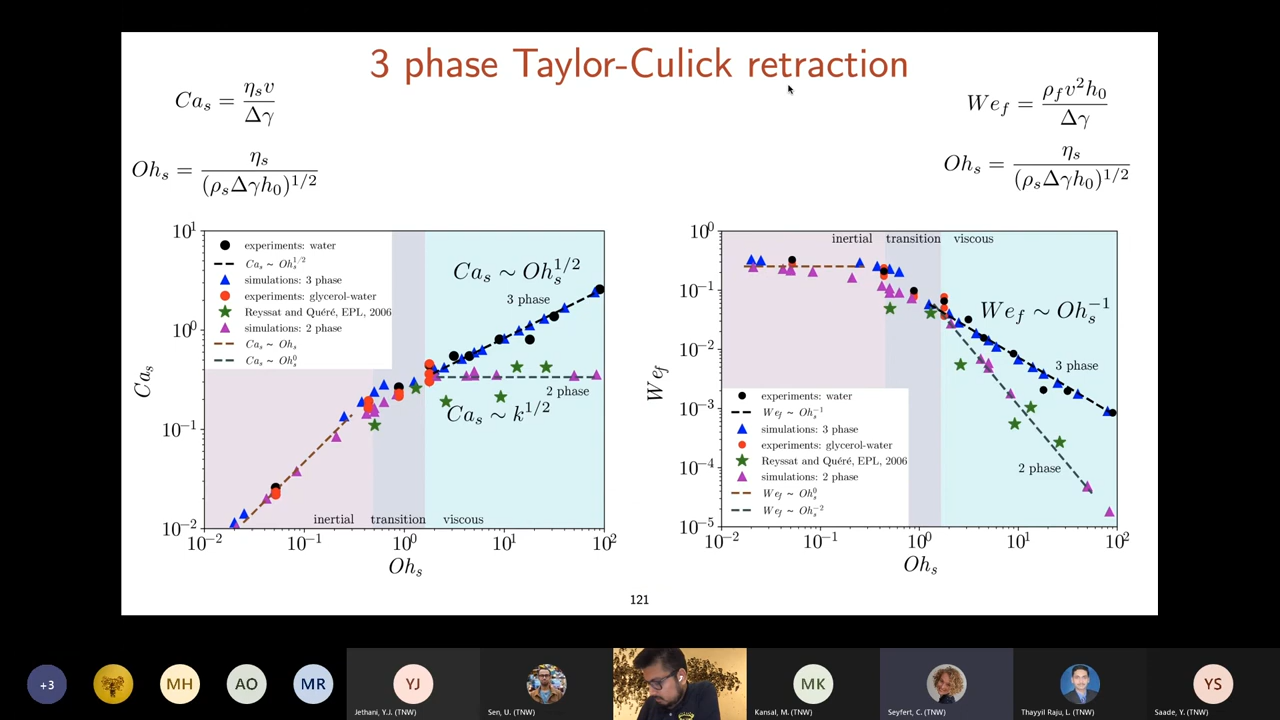 3 phase Taylor-Culick retraction
Ca_s = η_s v / Δγ
Oh_s = η_s / (ρ_s Δγ h_0)^{1/2}
We_f = ρ_f v^2 h_0 / Δγ
Oh_s = η_s / (ρ_s Δγ h_0)^{1/2}
10^1
10^0
10^{-1}
10^{-2}
Ca_s
experiments: water
Ca_s ~ Oh_s^{1/2}
simulations: 3 phase
experiments: glycerol-water
Reyssat and Quéré, EPL, 2006
simulations: 2 phase
Ca_s ~ Oh_s
Ca_s ~ Oh_s^0
Ca_s ∼ Oh_s^{1/2}
3 phase
2 phase
Ca_s ∼ k^{1/2}
inertial transition viscous
10^{-2} 10^{-1} 10^0 10^1 10^2
Oh_s
10^0
10^{-1}
10^{-2}
10^{-3}
10^{-4}
10^{-5}
We_f
inertial transition viscous
We_f ∼ Oh_s^{-1}
3 phase
2 phase
experiments: water
We_f ~ Oh_s^{-1}
simulations: 3 phase
experiments: glycerol-water
Reyssat and Quéré, EPL, 2006
simulations: 2 phase
We_f ~ Oh_s^0
We_f ~ Oh_s^{-2}
10^{-2} 10^{-1} 10^0 10^1 10^2
Oh_s
121
+3
MH
AO
MR
YJ
MK
YS
Jethani, Y.J. (TNW)
Sen, U. (TNW)
Kansal, M. (TNW)
Seyfert, C. (TNW)
Thayyil Raju, L. (TNW)
Saade, Y. (TNW)